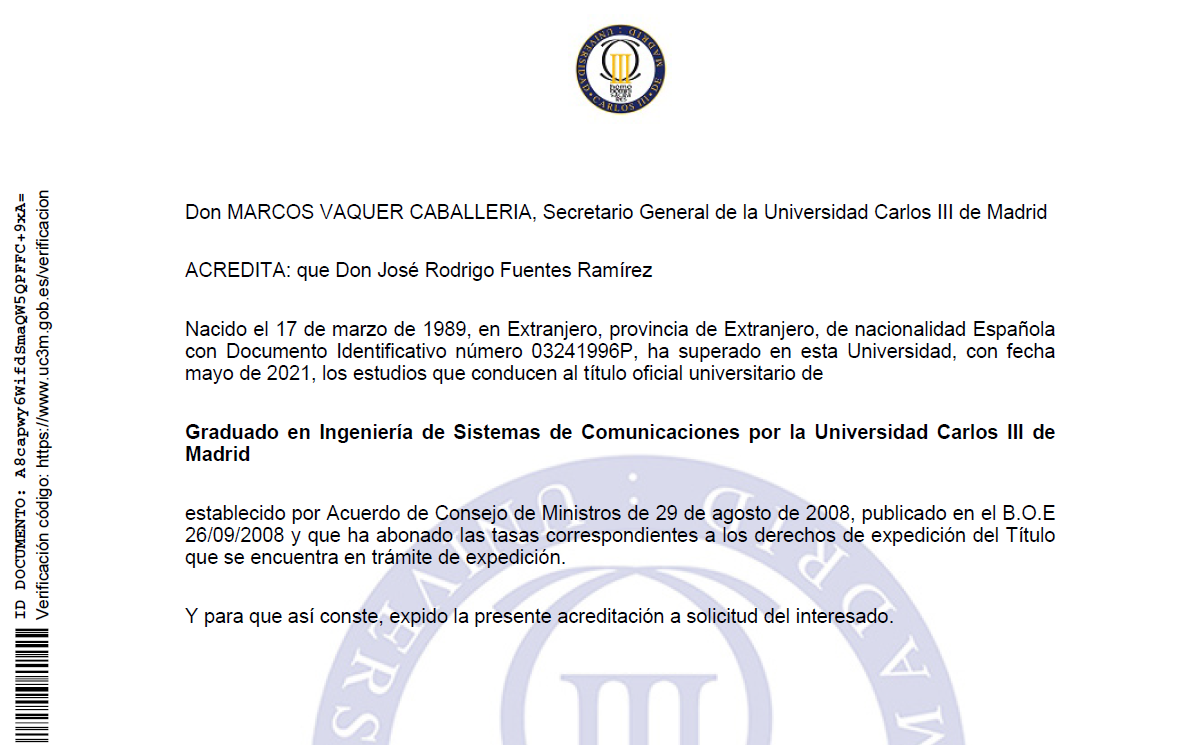 UNIVERSIDAD • CARLOS III • DE MADRID :
homo homini sacra res
Don MARCOS VAQUER CABALLERIA, Secretario General de la Universidad Carlos III de Madrid
ACREDITA: que Don José Rodrigo Fuentes Ramírez
Nacido el 17 de marzo de 1989, en Extranjero, provincia de Extranjero, de nacionalidad Española
con Documento Identificativo número 03241996P, ha superado en esta Universidad, con fecha
mayo de 2021, los estudios que conducen al título oficial universitario de
Graduado en Ingeniería de Sistemas de Comunicaciones por la Universidad Carlos III de
Madrid
establecido por Acuerdo de Consejo de Ministros de 29 de agosto de 2008, publicado en el B.O.E
26/09/2008 y que ha abonado las tasas correspondientes a los derechos de expedición del Título
que se encuentra en trámite de expedición.
Y para que así conste, expido la presente acreditación a solicitud del interesado.
UNIVERS
MADRID
ID DOCUMENTO: A8capwy6WifdSmaQW5QPFFC+9xA=
Verificación código: https://www.uc3m.gob.es/verificacion